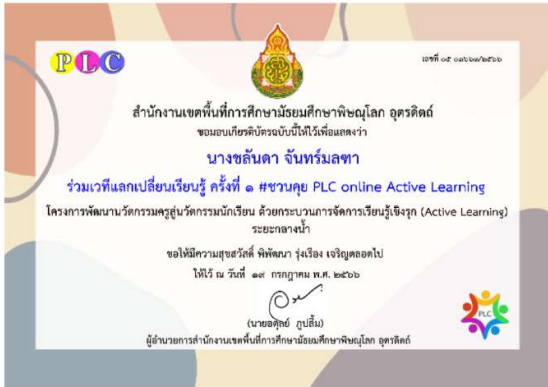 PLC
เลขที่ ๐๕
สำนักงานเขตพื้นที่การศึกษามัธยมศึกษาพิษณุโลก อุตรดิตถ์
ขอมอบเกียรติบัตรฉบับนี้ให้ไว้เพื่อแสดงว่า
นางชลันดา จันทร์มลฑา
ร่วมเวทีแลกเปลี่ยนเรียนรู้ ครั้งที่ ๑ #ชวนคุย PLC online Active Learning
โครงการพัฒนานวัตกรรมครูสู่นวัตกรรมนักเรียน ด้วยกระบวนการจัดการเรียนรู้เชิงรุก (Active Learning)
ระยะกลางน้ำ
ขอให้มีความสุขสวัสดิ์ พิพัฒนา รุ่งเรือง เจริญตลอดไป
ให้ไว้ ณ วันที่ ๑๙ กรกฎาคม พ.ศ. ๒๕๖๖
(นายอดุลย์ ภูปลื้ม)
ผู้อำนวยการสำนักงานเขตพื้นที่การศึกษามัธยมศึกษาพิษณุโลก อุตรดิตถ์
PLC